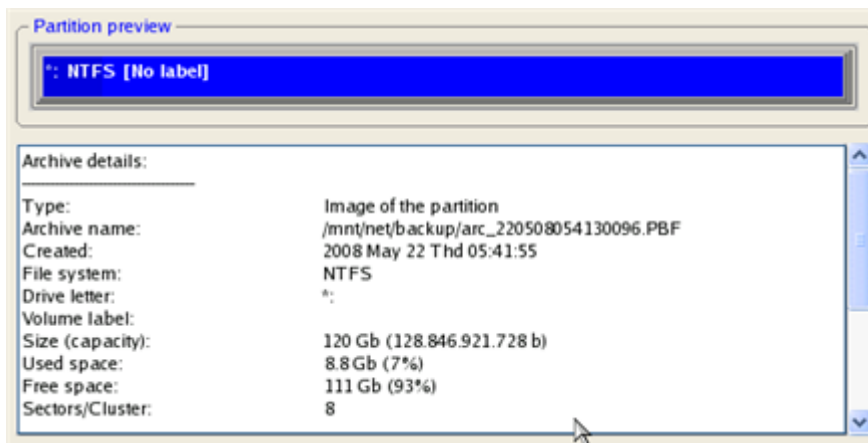 Partition preview
*: NTFS [No label]
Archive details:
Type: Image of the partition
Archive name: /mnt/net/backup/arc_220508054130096.PBF
Created: 2008 May 22 Thd 05:41:55
File system: NTFS
Drive letter: *:
Volume label:
Size (capacity): 120 Gb (128.846.921.728 b)
Used space: 8.8 Gb (7%)
Free space: 111 Gb (93%)
Sectors/Cluster: 8